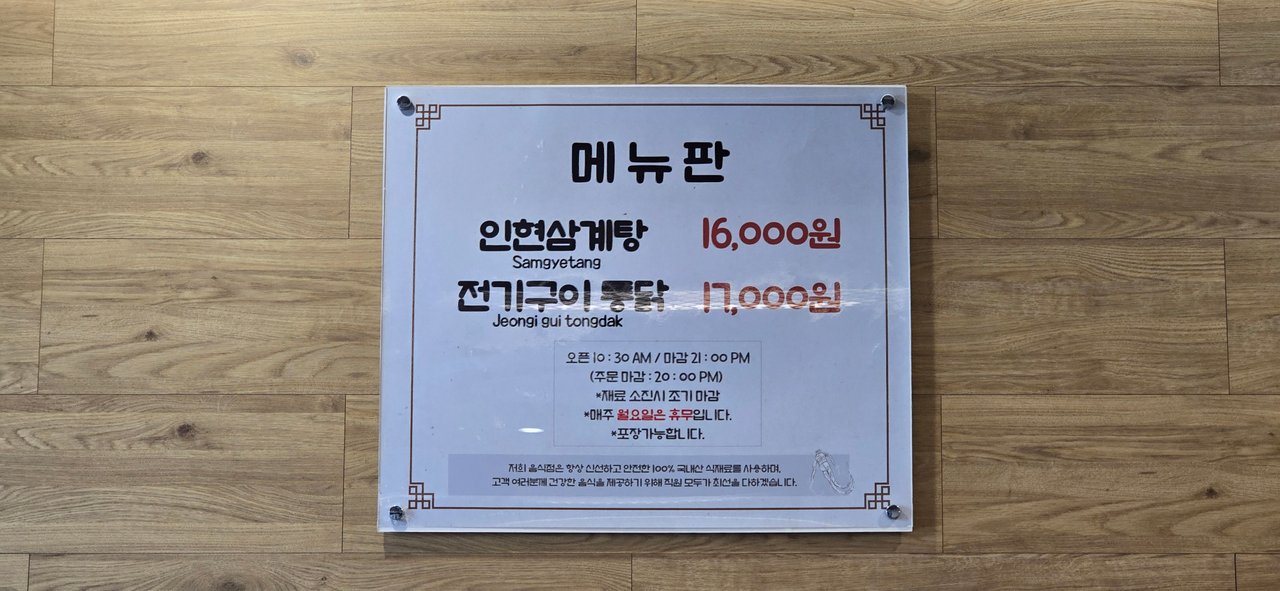 메뉴판
인현삼계탕 16,000원
Samgyetang
전기구이 통닭 17,000원
Jeongi gui tongdak
오픈 10 : 30 AM / 마감 21 : 00 PM
(주문 마감 : 20 : 00 PM)
*재료 소진시 조기 마감
*매주 월요일은 휴무입니다.
*포장가능합니다.
저희 음식점은 항상 신선하고 안전한 100% 국내산 식재료를 사용하며,
고객 여러분께 건강한 음식을 제공하기 위해 직원 모두가 최선을 다하겠습니다.